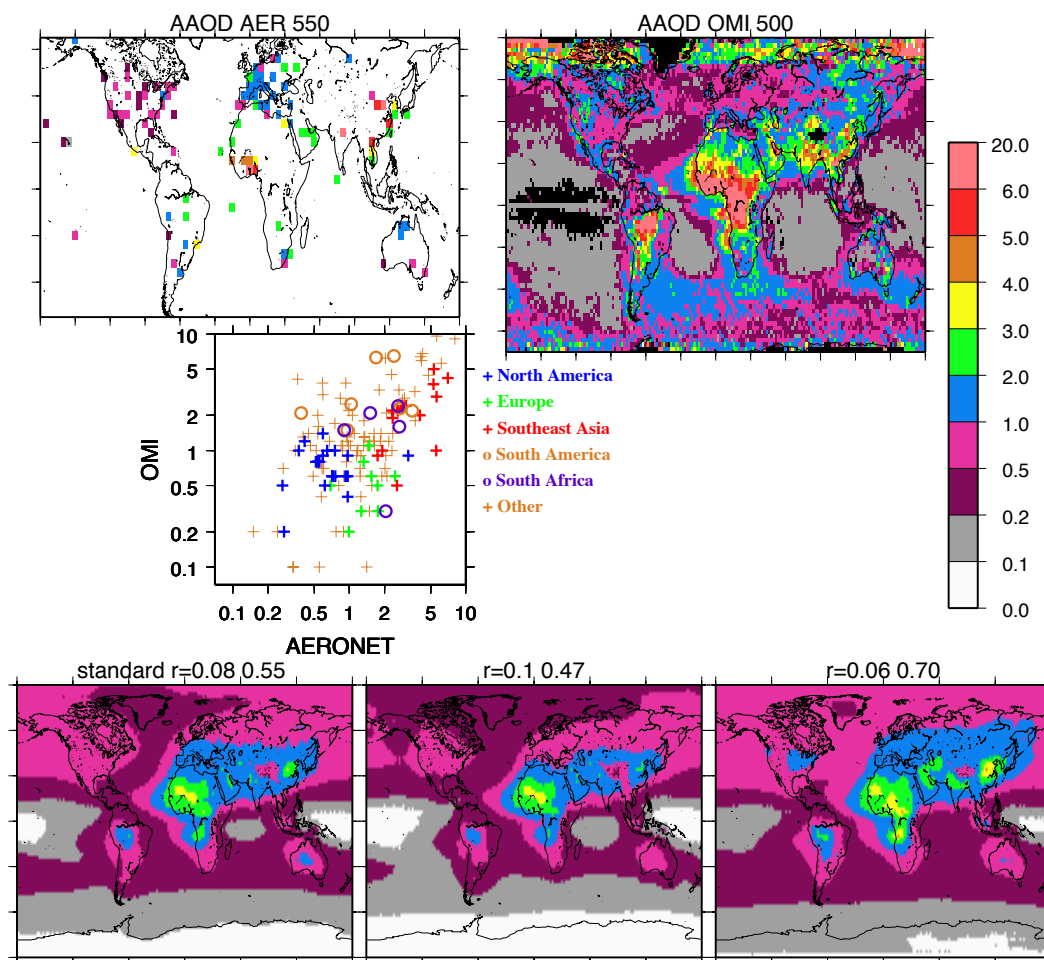 AAOD AER 550
AAOD OMI 500
20.0
6.0
5.0
4.0
3.0
2.0
1.0
0.5
0.2
0.1
0.0
10
5
2
1
0.5
0.2
0.1
OMI
0.1 0.2 0.5 1 2 5 10
AERONET
+ North America
+ Europe
+ Southeast Asia
o South America
o South Africa
+ Other
standard r=0.08 0.55
r=0.1 0.47
r=0.06 0.70